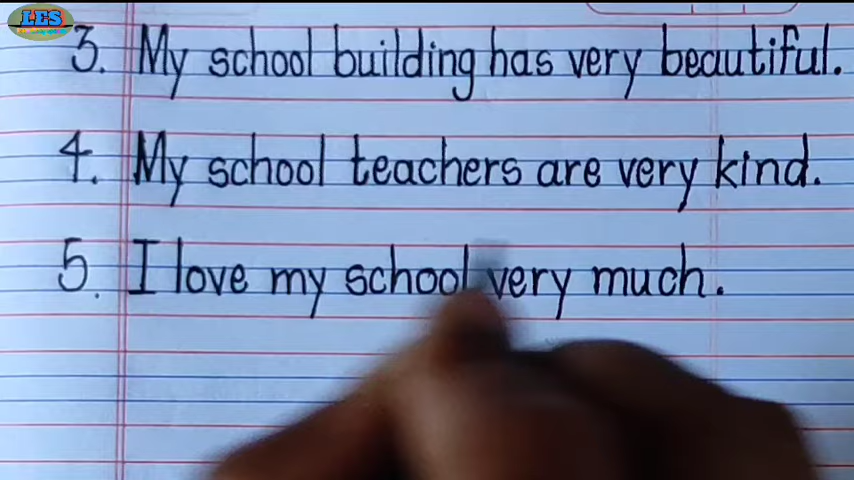 LES
3. My school building has very beautiful.
4. My school teachers are very kind.
5. I love my school very much.